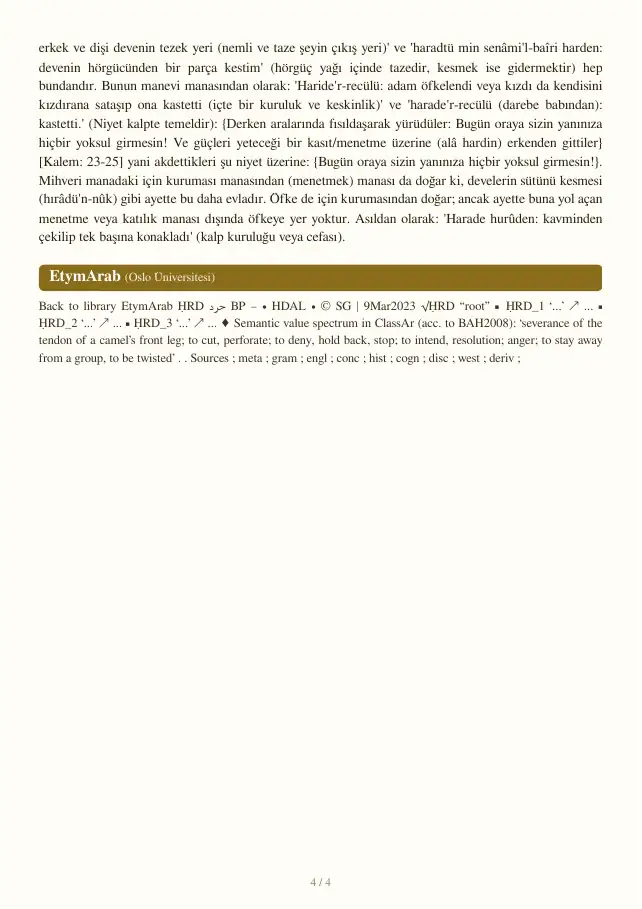 erkek ve dişi devenin tezek yeri (nemli ve taze şeyin çıkış yeri)' ve 'haradtü min senâmi'l-baîri harden:
devenin hörgücünden bir parça kestim' (hörgüç yağı içinde tazedir, kesmek ise gidermektir) hep
bundandır. Bunun manevi manasından olarak: 'Haride'r-recülü: adam öfkelendi veya kızdı da kendisini
kızdırana sataşıp ona kastetti (içte bir kuruluk ve keskinlik)' ve 'harade'r-recülü (darebe babından):
kastetti.' (Niyet kalpte temeldir): {Derken aralarında fısıldaşarak yürüdüler: Bugün oraya sizin yanınıza
hiçbir yoksul girmesin! Ve güçleri yeteceği bir kasıt/menetme üzerine (alâ hardin) erkenden gittiler}
[Kalem: 23-25] yani akdettikleri şu niyet üzerine: {Bugün oraya sizin yanınıza hiçbir yoksul girmesin!}.
Mihveri manadaki için kuruması manasından (menetmek) manası da doğar ki, develerin sütünü kesmesi
(hırâdü'n-nûk) gibi ayette bu daha evladır. Öfke de için kurumasından doğar; ancak ayette buna yol açan
menetme veya katılık manası dışında öfkeye yer yoktur. Asıldan olarak: 'Harade hurûden: kavminden
çekilip tek başına konakladı' (kalp kuruluğu veya cefası).
EtymArab (Oslo Üniversitesi)
Back to library EtymArab ḤRD حرد BP – • HDAL • © SG | 9Mar2023 √ḤRD “root” ▪ ḤRD_1 ‘...’ ↗ ... ▪
ḤRD_2 ‘...’ ↗ ... ▪ ḤRD_3 ‘...’ ↗ ... ♦ Semantic value spectrum in ClassAr (acc. to BAH2008): ‘severance of the
tendon of a camel’s front leg; to cut, perforate; to deny, hold back, stop; to intend, resolution; anger; to stay away
from a group, to be twisted’ . . Sources ; meta ; gram ; engl ; conc ; hist ; cogn ; disc ; west ; deriv ;
4 / 4